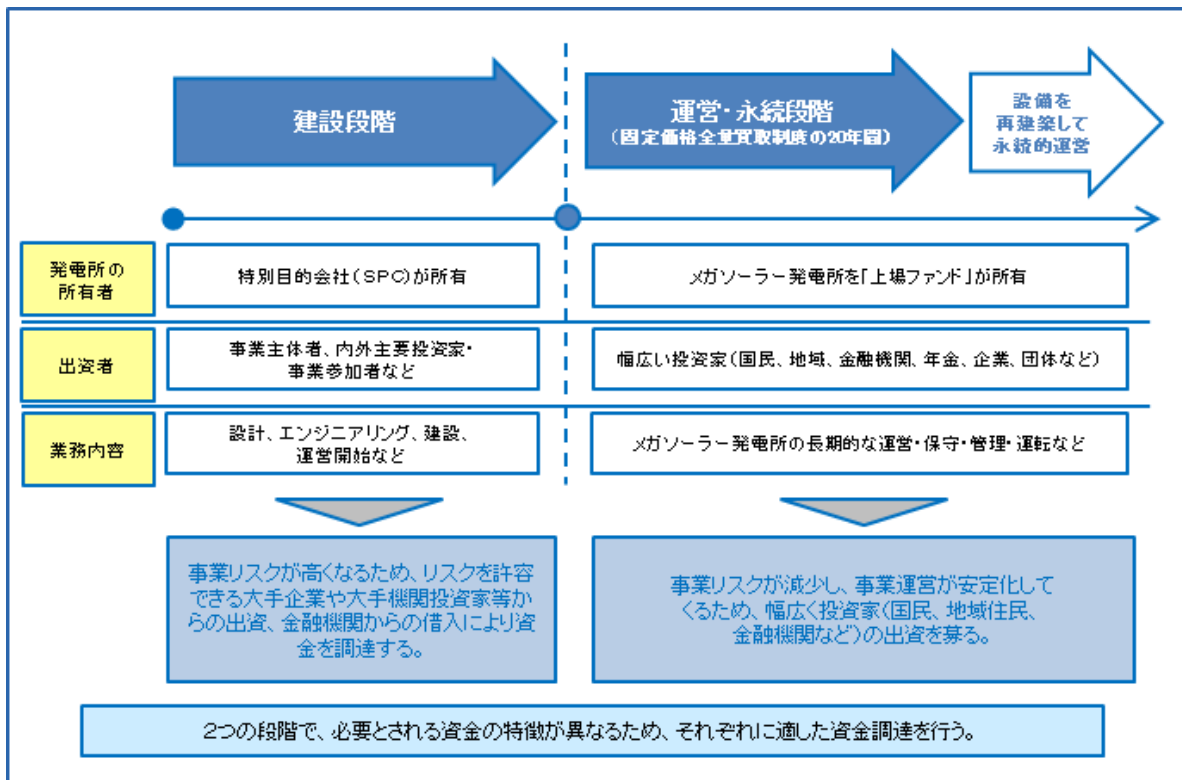 建設段階
運営・永続段階
（固定価格全量買取制度の20年間）
設備を
再建築して
永続的運営
発電所の
所有者
特別目的会社（SPC）が所有
メガソーラー発電所を「上場ファンド」が所有
出資者
事業主体者、内外主要投資家・
事業参加者など
幅広い投資家（国民、地域、金融機関、年金、企業、団体など）
業務内容
設計、エンジニアリング、建設、
運営開始など
メガソーラー発電所の長期的な運営・保守・管理・運転など
事業リスクが高くなるため、リスクを許容
できる大手企業や大手機関投資家等か
らの出資、金融機関からの借入により資
金を調達する。
事業リスクが減少し、事業運営が安定化して
くるため、幅広く投資家（国民、地域住民、
金融機関など）の出資を募る。
2つの段階で、必要とされる資金の特徴が異なるため、それぞれに適した資金調達を行う。